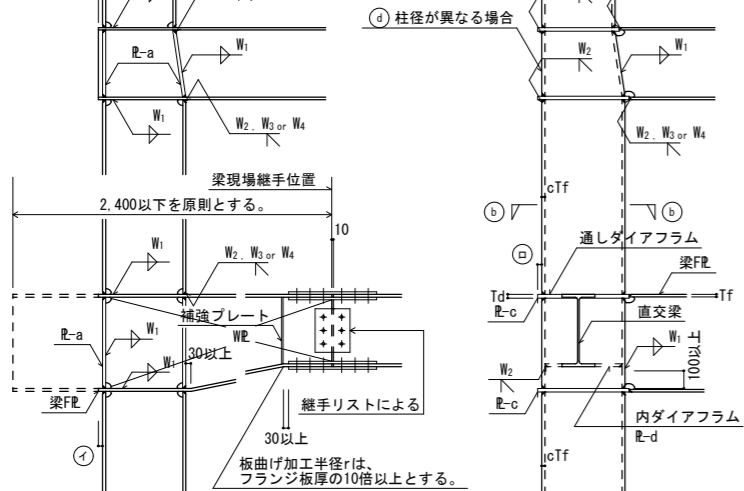 ⓓ 柱径が異なる場合
W1
PL-a
W1
W2
W1
W2, W3 or W4
W2, W3 or W4
梁現場継手位置
2,400以下を原則とする。
10
cTf
ⓑ
ⓑ
W1
W2, W3 or W4
ロ
通しダイアフラム
梁FPL
Td
Tf
PL-c
補強プレート
直交梁
PL-a
W1
WPL
W1
30以上
W1
100以上
W2
梁FPL
継手リストによる
PL-c
内ダイアフラム
PL-d
30以上
イ
cTf
板曲げ加工半径rは、
フランジ板厚の10倍以上とする。